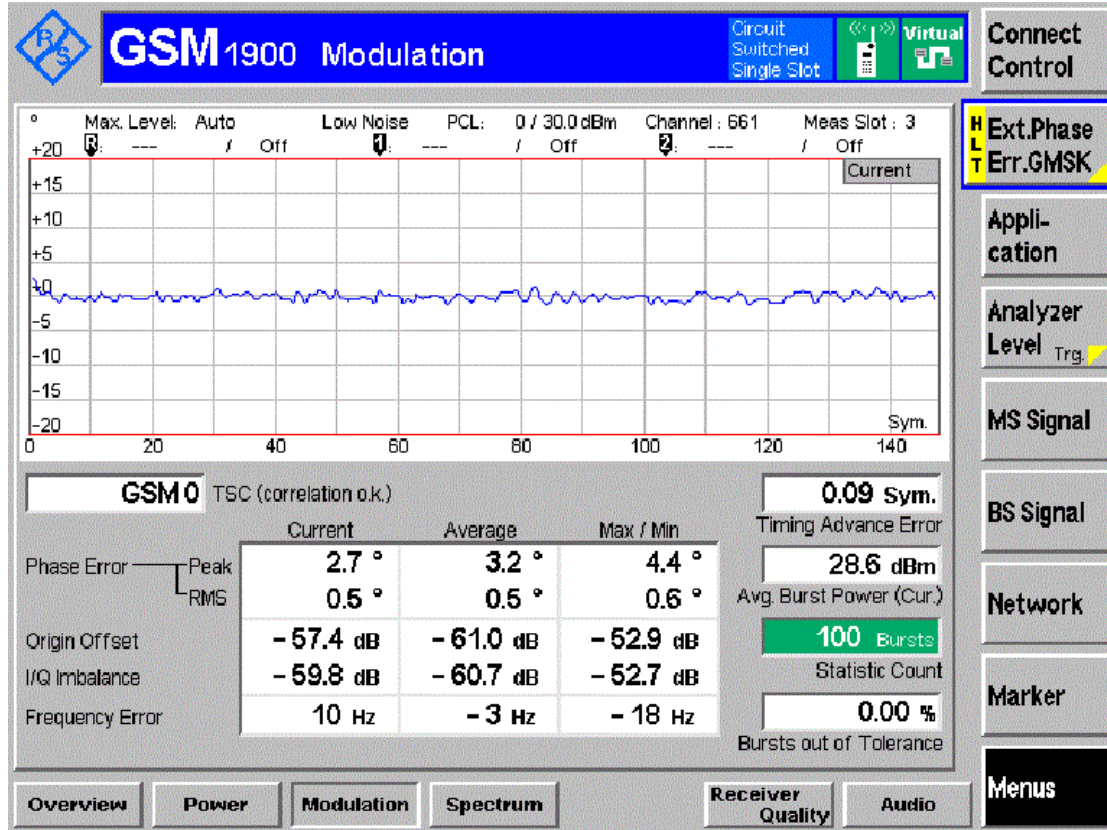 R S
GSM 1900 Modulation
Circuit
Switched
Single Slot
Virtual
Connect
Control
° Max. Level: Auto Low Noise PCL: 0 / 30.0 dBm Channel : 661 Meas Slot : 3
R: --- / Off 1: --- / Off 2: --- / Off
Current
+20
+15
+10
+5
+0
-5
-10
-15
-20
Sym.
0 20 40 60 80 100 120 140
HLT
Ext.Phase
Err.GMSK
Appli-
cation
Analyzer
Level Trg.
MS Signal
BS Signal
Network
Marker
Menus
GSM 0 TSC (correlation o.k.)
Current Average Max / Min
Phase Error Peak 2.7 ° 3.2 ° 4.4 °
RMS 0.5 ° 0.5 ° 0.6 °
Origin Offset – 57.4 dB – 61.0 dB – 52.9 dB
I/Q Imbalance – 59.8 dB – 60.7 dB – 52.7 dB
Frequency Error 10 Hz – 3 Hz – 18 Hz
0.09 Sym.
Timing Advance Error
28.6 dBm
Avg. Burst Power (Cur.)
100 Bursts
Statistic Count
0.00 %
Bursts out of Tolerance
Overview Power Modulation Spectrum
Receiver
Quality
Audio